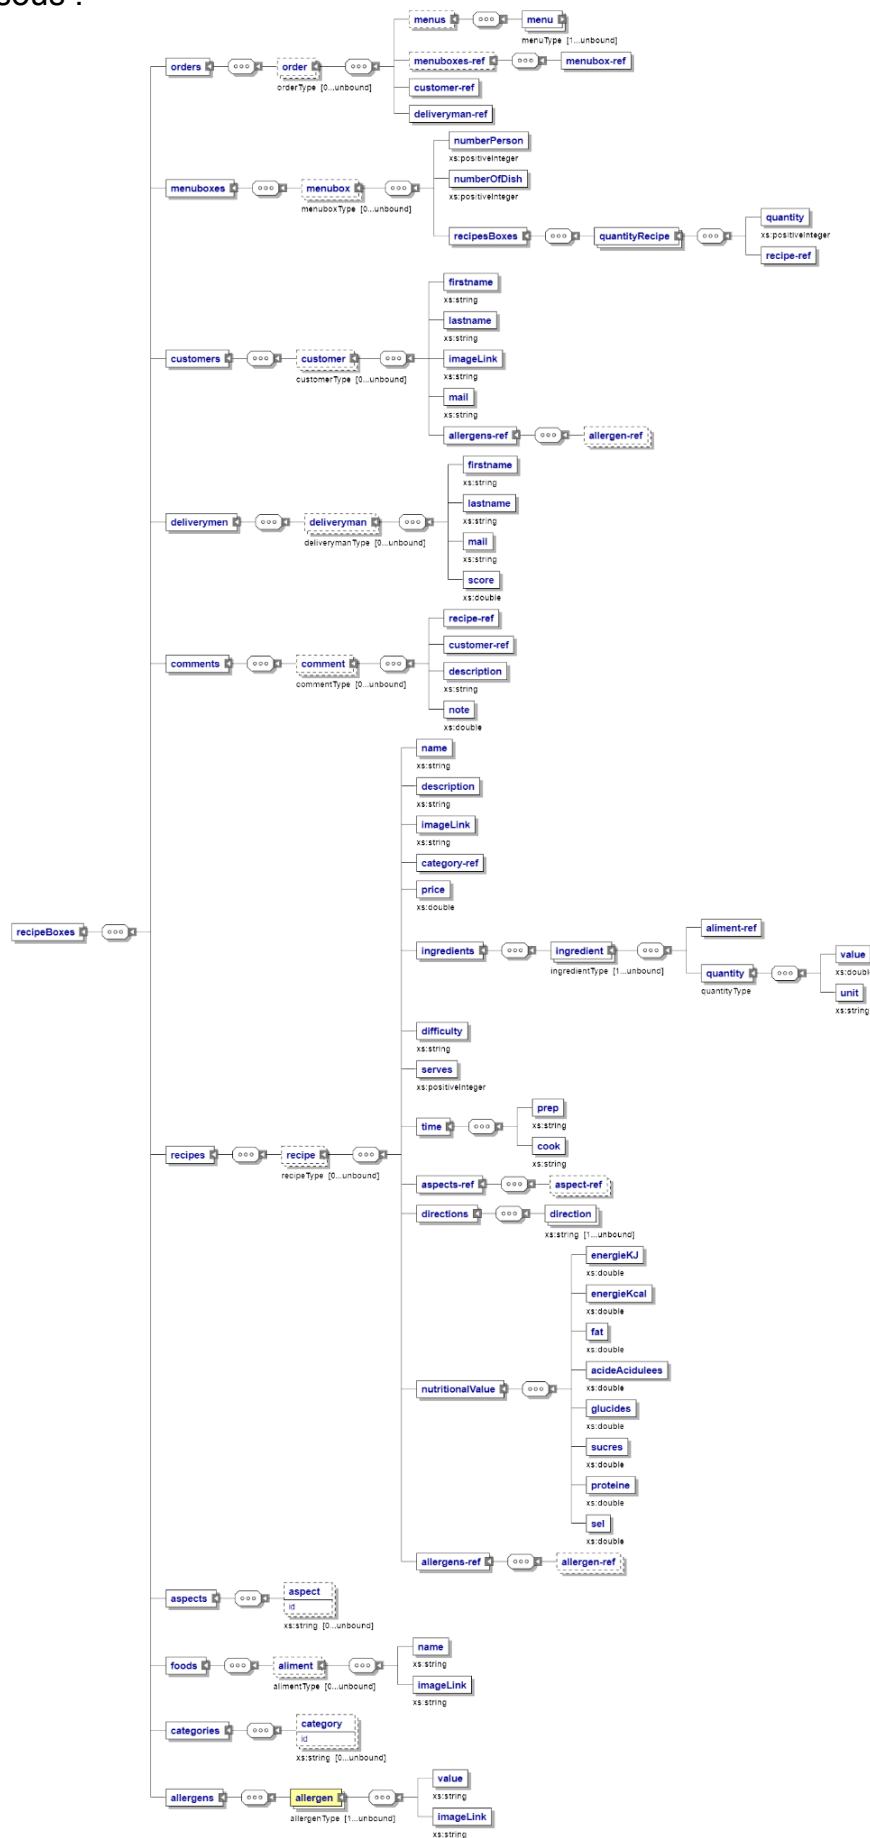 sous :
menus
menu
menuType [1...unbound]
orders
order
orderType [0...unbound]
menuboxes-ref
menubox-ref
customer-ref
deliveryman-ref
numberPerson
xs:positiveInteger
numberOfDish
xs:positiveInteger
menuboxes
menubox
menuboxType [0...unbound]
recipesBoxes
quantityRecipe
quantity
xs:positiveInteger
recipe-ref
firstname
xs:string
lastname
xs:string
customers
customer
customerType [0...unbound]
imageLink
xs:string
mail
xs:string
allergens-ref
allergen-ref
firstname
xs:string
lastname
xs:string
deliverymen
deliveryman
deliverymanType [0...unbound]
mail
xs:string
score
xs:double
recipe-ref
customer-ref
comments
comment
commentType [0...unbound]
description
xs:string
note
xs:double
name
xs:string
description
xs:string
imageLink
xs:string
category-ref
price
xs:double
recipeBoxes
ingredients
ingredient
ingredientType [1...unbound]
aliment-ref
quantity
quantityType
value
xs:double
unit
xs:string
difficulty
xs:string
serves
xs:positiveInteger
time
prep
xs:string
cook
xs:string
recipes
recipe
recipeType [0...unbound]
aspects-ref
aspect-ref
directions
direction
xs:string [1...unbound]
energieKJ
xs:double
energieKcal
xs:double
fat
xs:double
acideAcidulees
xs:double
nutritionalValue
glucides
xs:double
sucres
xs:double
proteine
xs:double
sel
xs:double
allergens-ref
allergen-ref
aspects
aspect
id
xs:string [0...unbound]
foods
aliment
alimentType [0...unbound]
name
xs:string
imageLink
xs:string
categories
category
id
xs:string [0...unbound]
allergens
allergen
allergenType [1...unbound]
value
xs:string
imageLink
xs:string